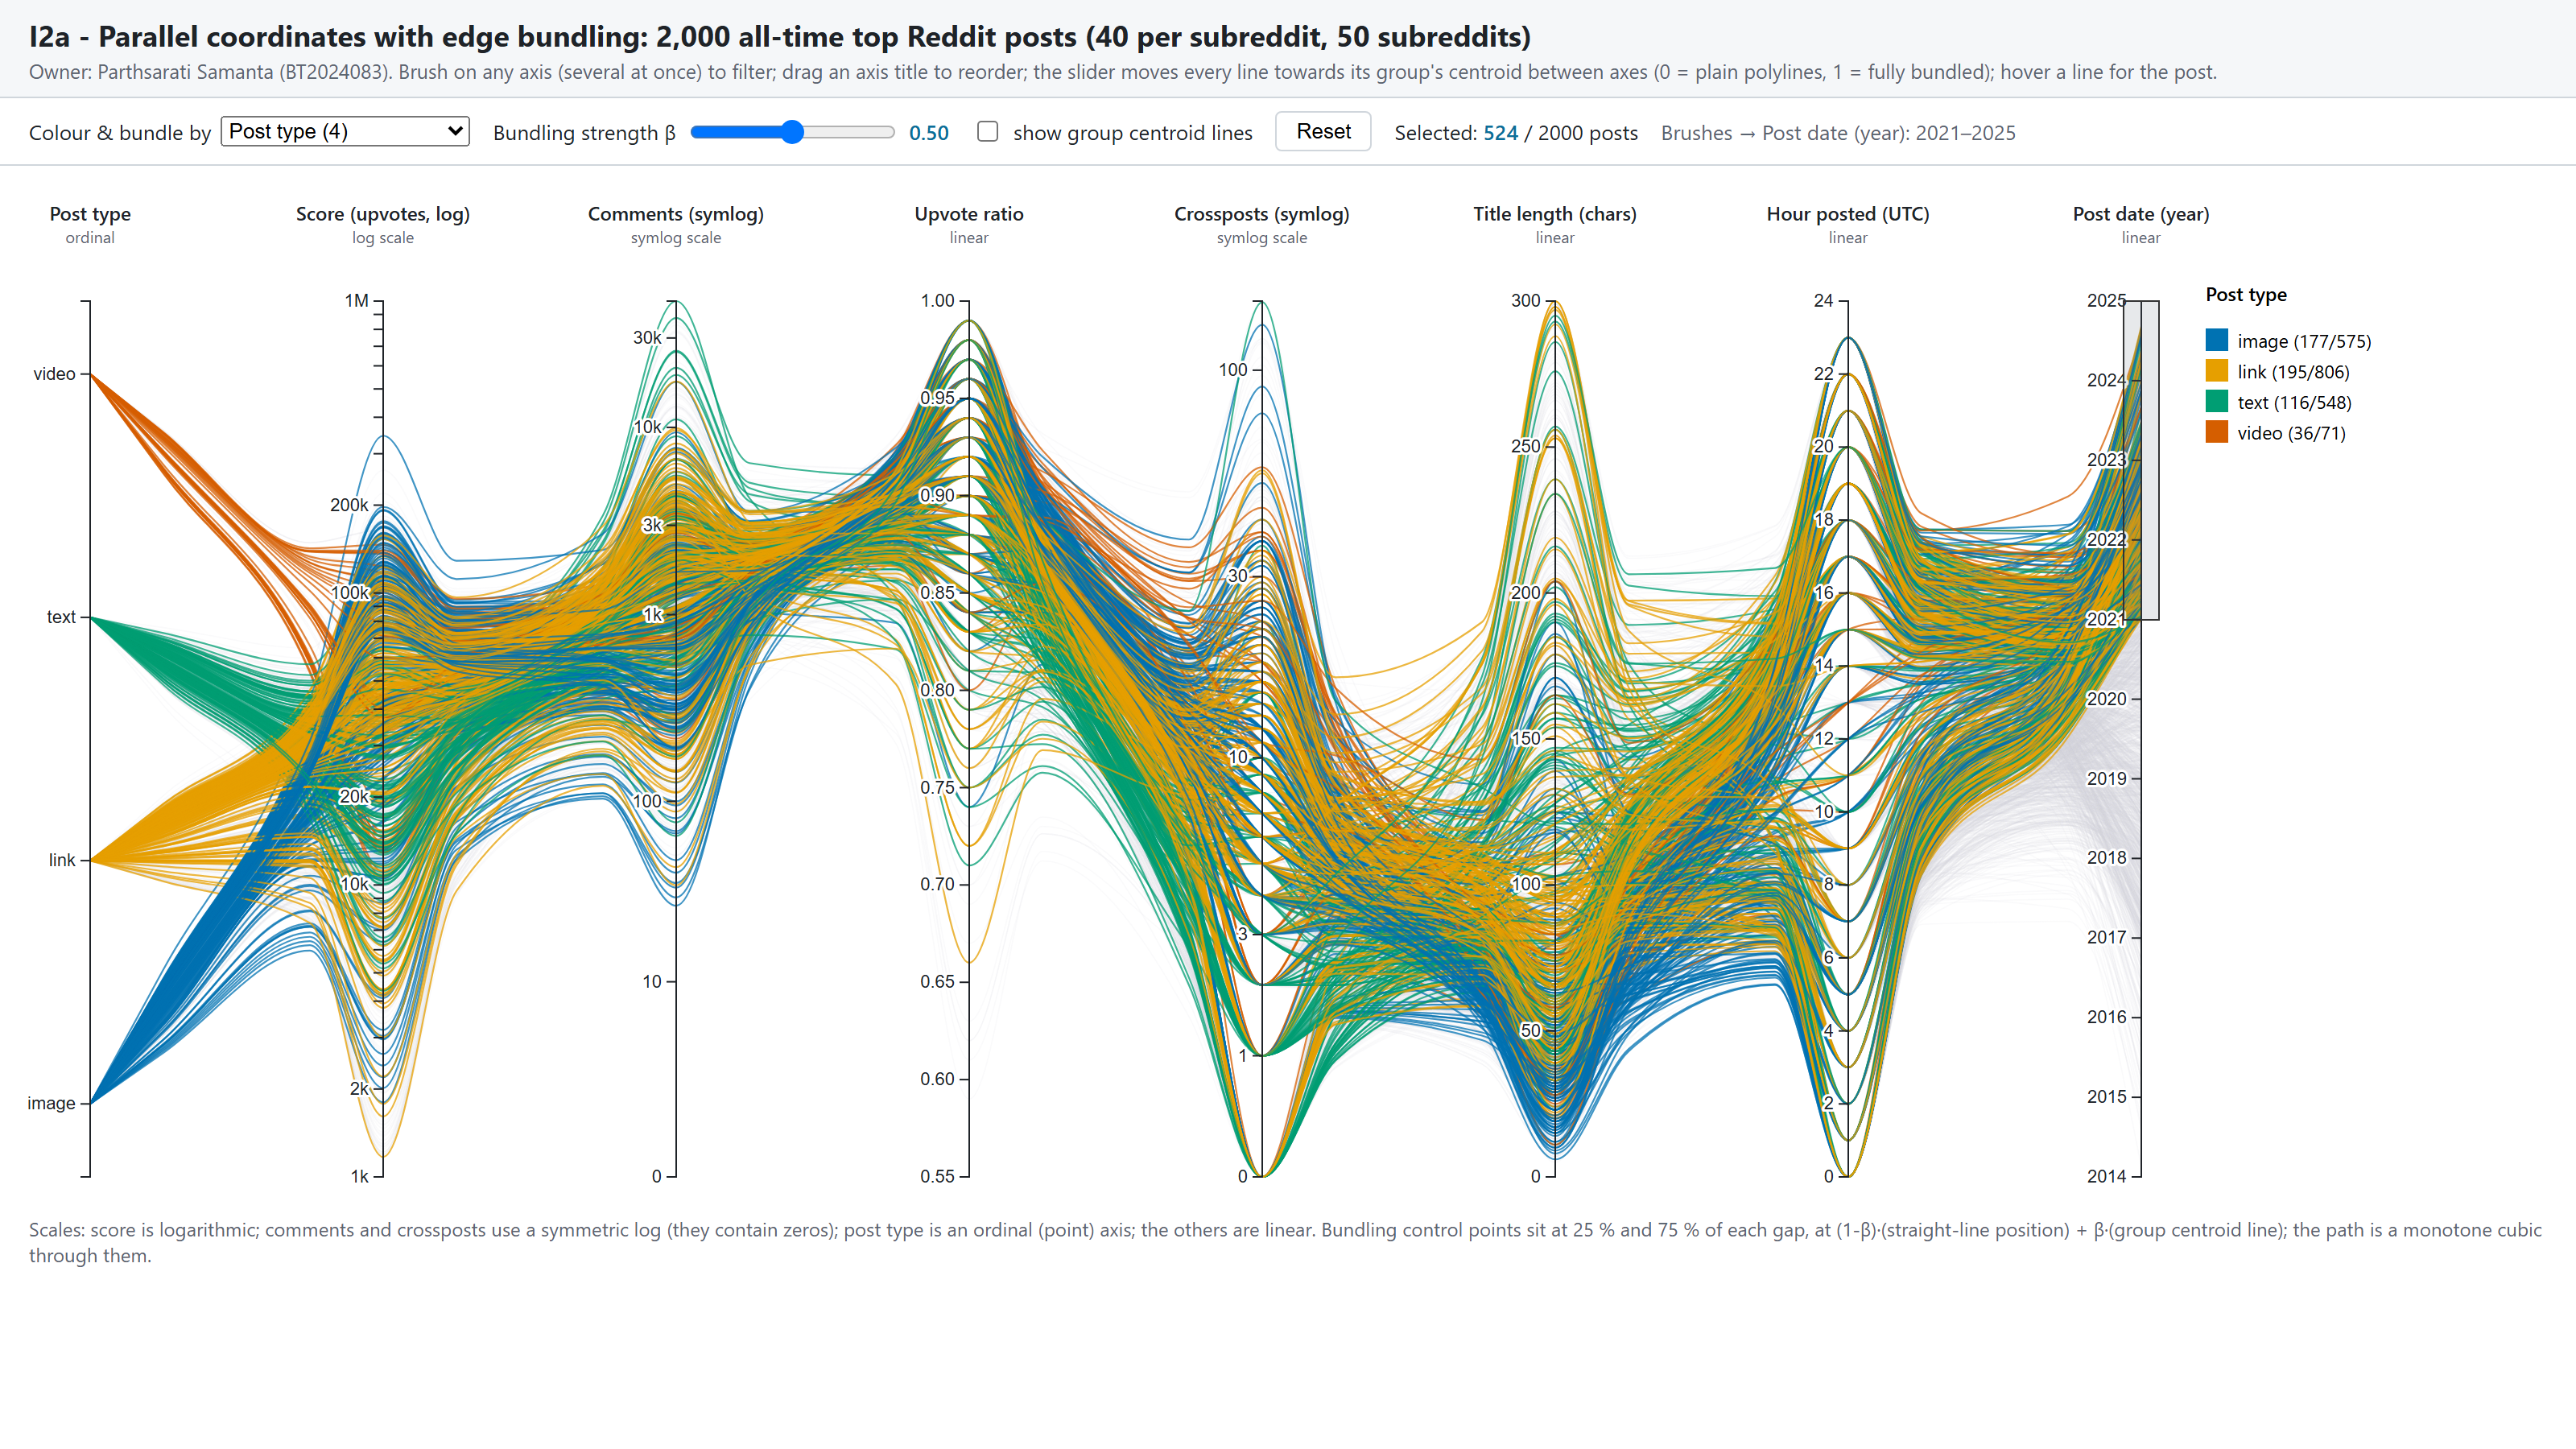 I2a - Parallel coordinates with edge bundling: 2,000 all-time top Reddit posts (40 per subreddit, 50 subreddits)
Owner: Parthsarati Samanta (BT2024083). Brush on any axis (several at once) to filter; drag an axis title to reorder; the slider moves every line towards its group's centroid between axes (0 = plain polylines, 1 = fully bundled); hover a line for the post.
Colour & bundle by Post type (4) Bundling strength β 0.50 show group centroid lines Reset Selected: 524 / 2000 posts Brushes → Post date (year): 2021–2025
Post type
ordinal
video
text
link
image
Score (upvotes, log)
log scale
1M
200k
100k
20k
10k
2k
1k
Comments (symlog)
symlog scale
30k
10k
3k
1k
100
10
0
Upvote ratio
linear
1.00
0.95
0.90
0.85
0.80
0.75
0.70
0.65
0.60
0.55
Crossposts (symlog)
symlog scale
100
30
10
3
1
0
Title length (chars)
linear
300
250
200
150
100
50
0
Hour posted (UTC)
linear
24
22
20
18
16
14
12
10
8
6
4
2
0
Post date (year)
linear
2025
2024
2023
2022
2021
2020
2019
2018
2017
2016
2015
2014
Post type
image (177/575)
link (195/806)
text (116/548)
video (36/71)
Scales: score is logarithmic; comments and crossposts use a symmetric log (they contain zeros); post type is an ordinal (point) axis; the others are linear. Bundling control points sit at 25 % and 75 % of each gap, at (1-β)·(straight-line position) + β·(group centroid line); the path is a monotone cubic
through them.